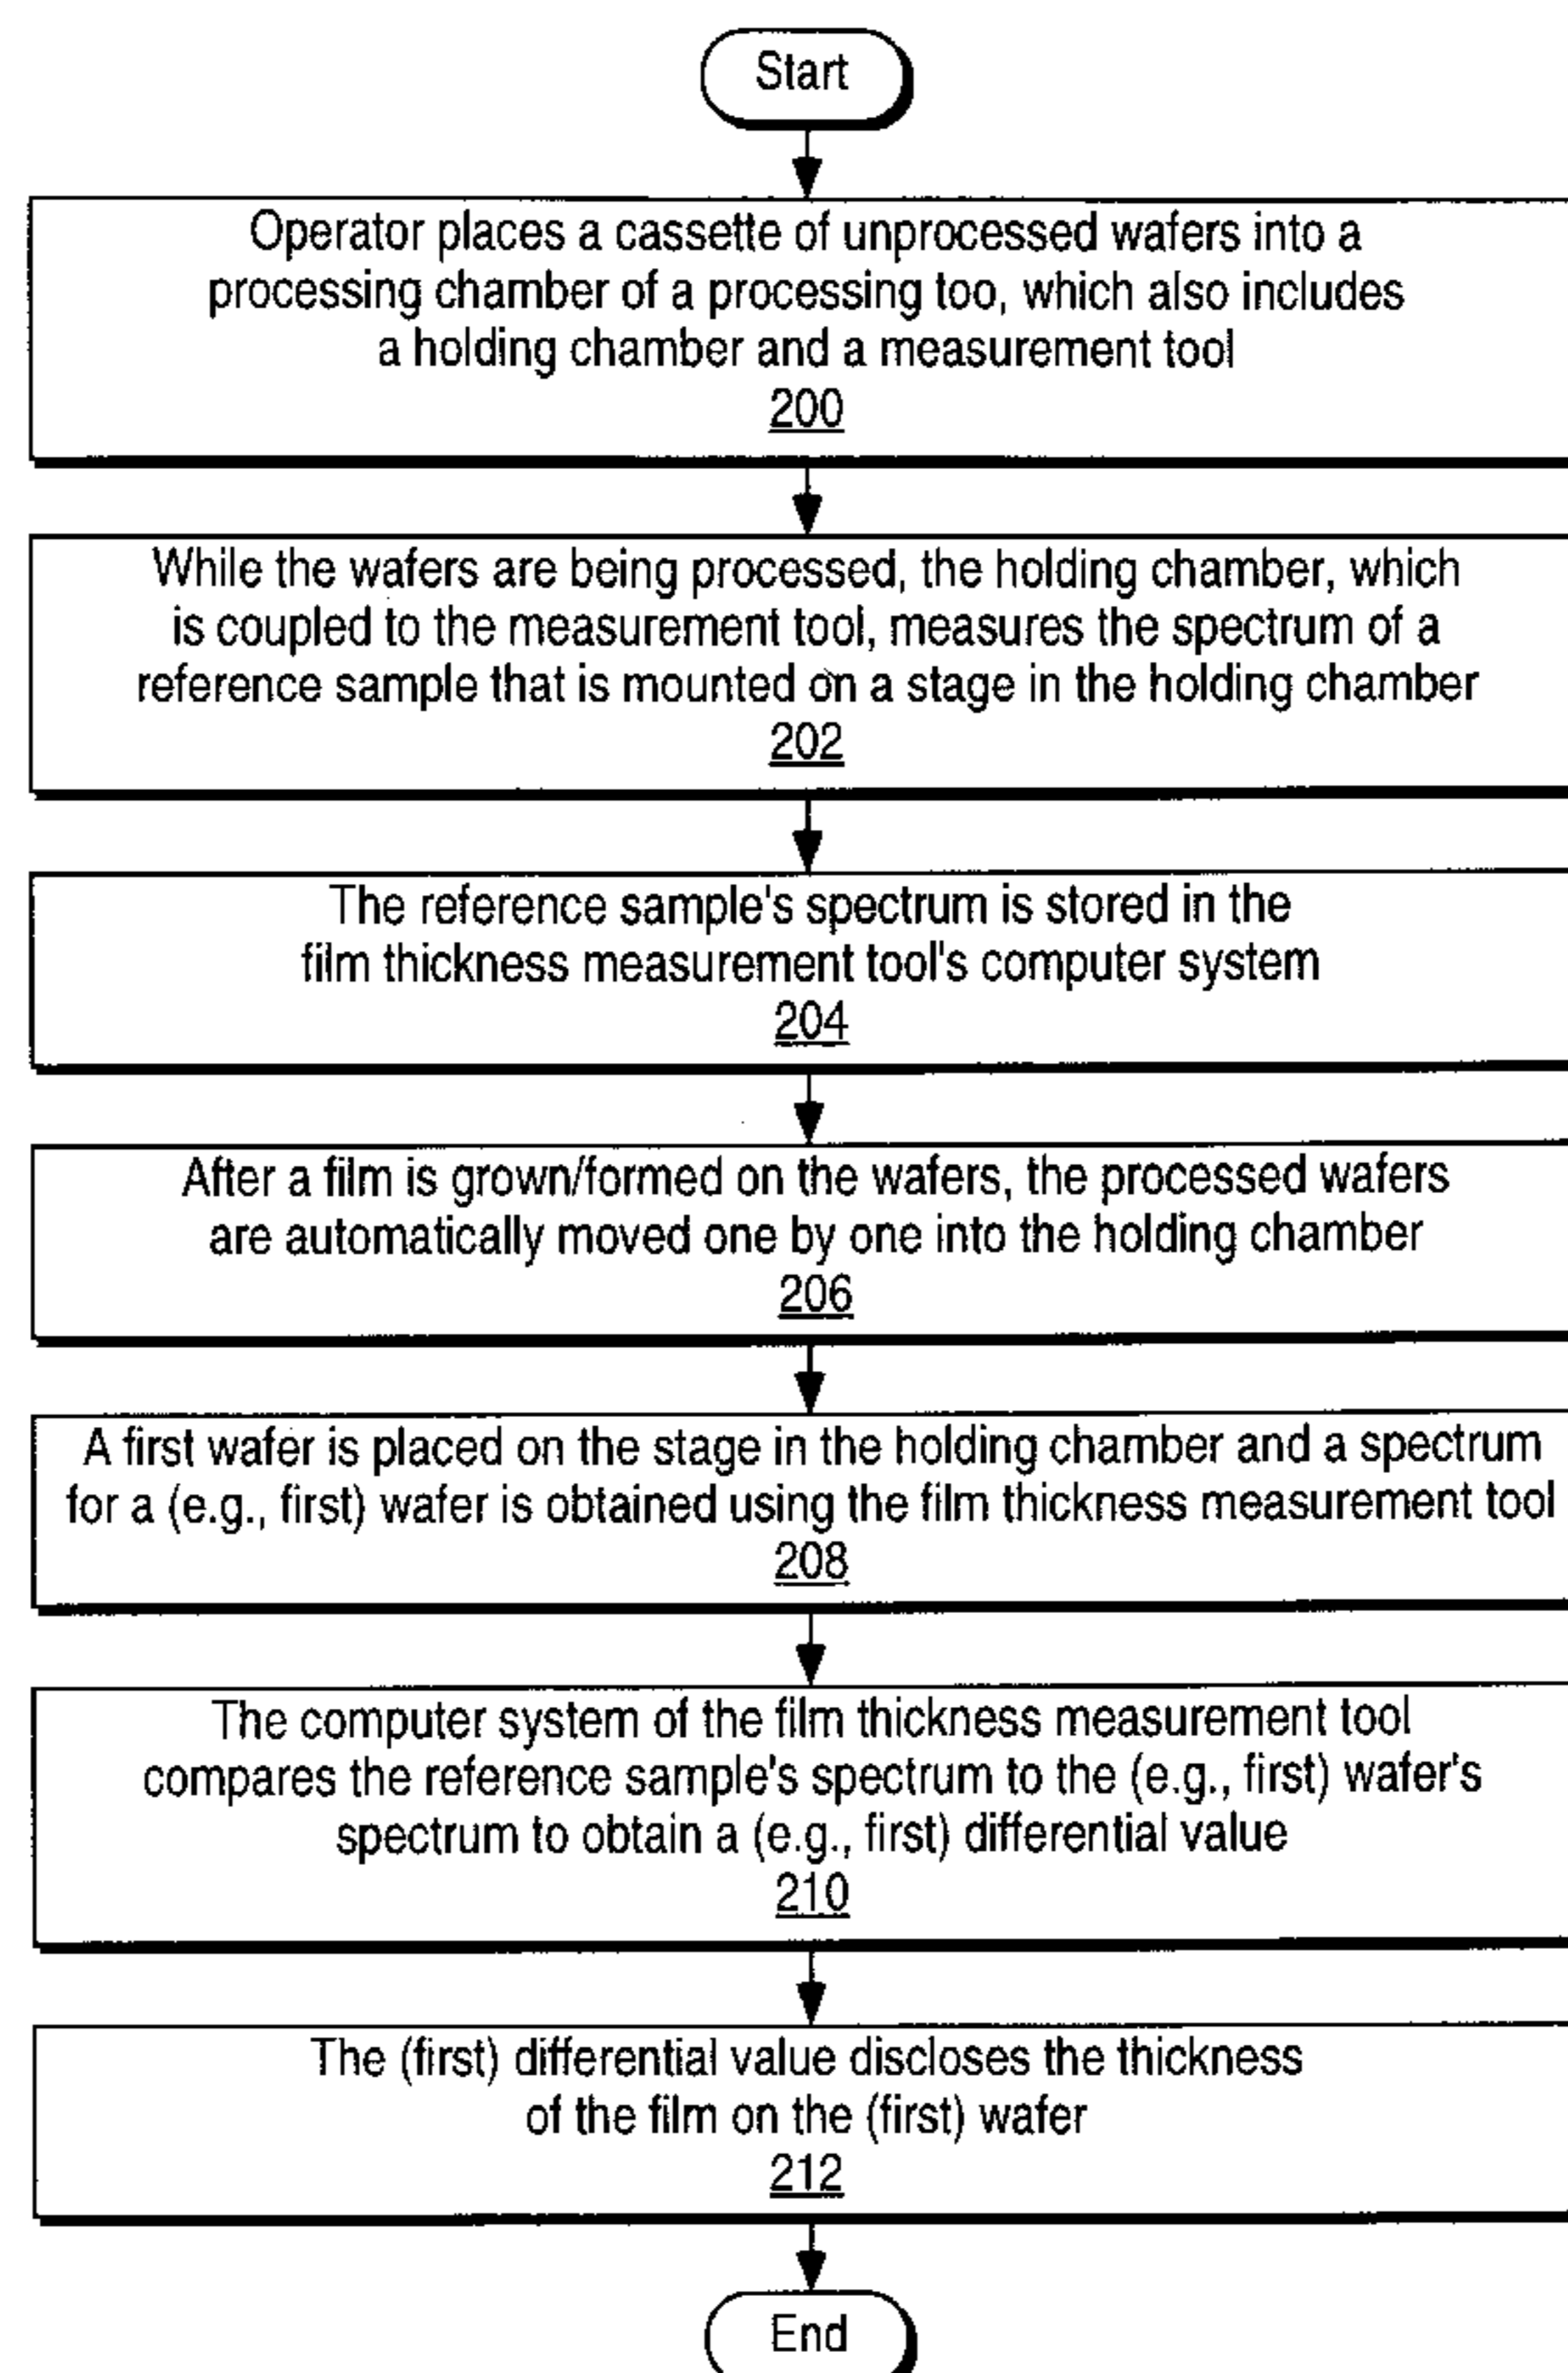 Start
Operator places a cassette of unprocessed wafers into a
processing chamber of a processing too, which also includes
a holding chamber and a measurement tool
200
While the wafers are being processed, the holding chamber, which
is coupled to the measurement tool, measures the spectrum of a
reference sample that is mounted on a stage in the holding chamber
202
The reference sample's spectrum is stored in the
film thickness measurement tool's computer system
204
After a film is grown/formed on the wafers, the processed wafers
are automatically moved one by one into the holding chamber
206
A first wafer is placed on the stage in the holding chamber and a spectrum
for a (e.g., first) wafer is obtained using the film thickness measurement tool
208
The computer system of the film thickness measurement tool
compares the reference sample's spectrum to the (e.g., first) wafer's
spectrum to obtain a (e.g., first) differential value
210
The (first) differential value discloses the thickness
of the film on the (first) wafer
212
End